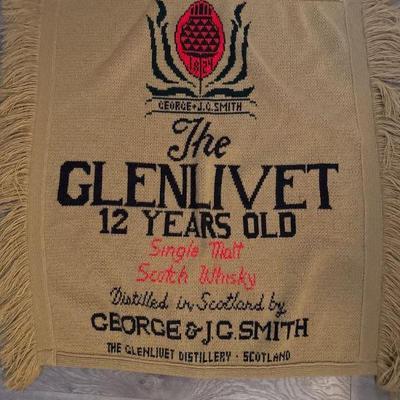 1824
GEORGE & J.G. SMITH
The
GLENLIVET
12 YEARS OLD
Single Malt
Scotch Whisky
Distilled in Scotland by
GEORGE & J.G. SMITH
THE GLENLIVET DISTILLERY · SCOTLAND